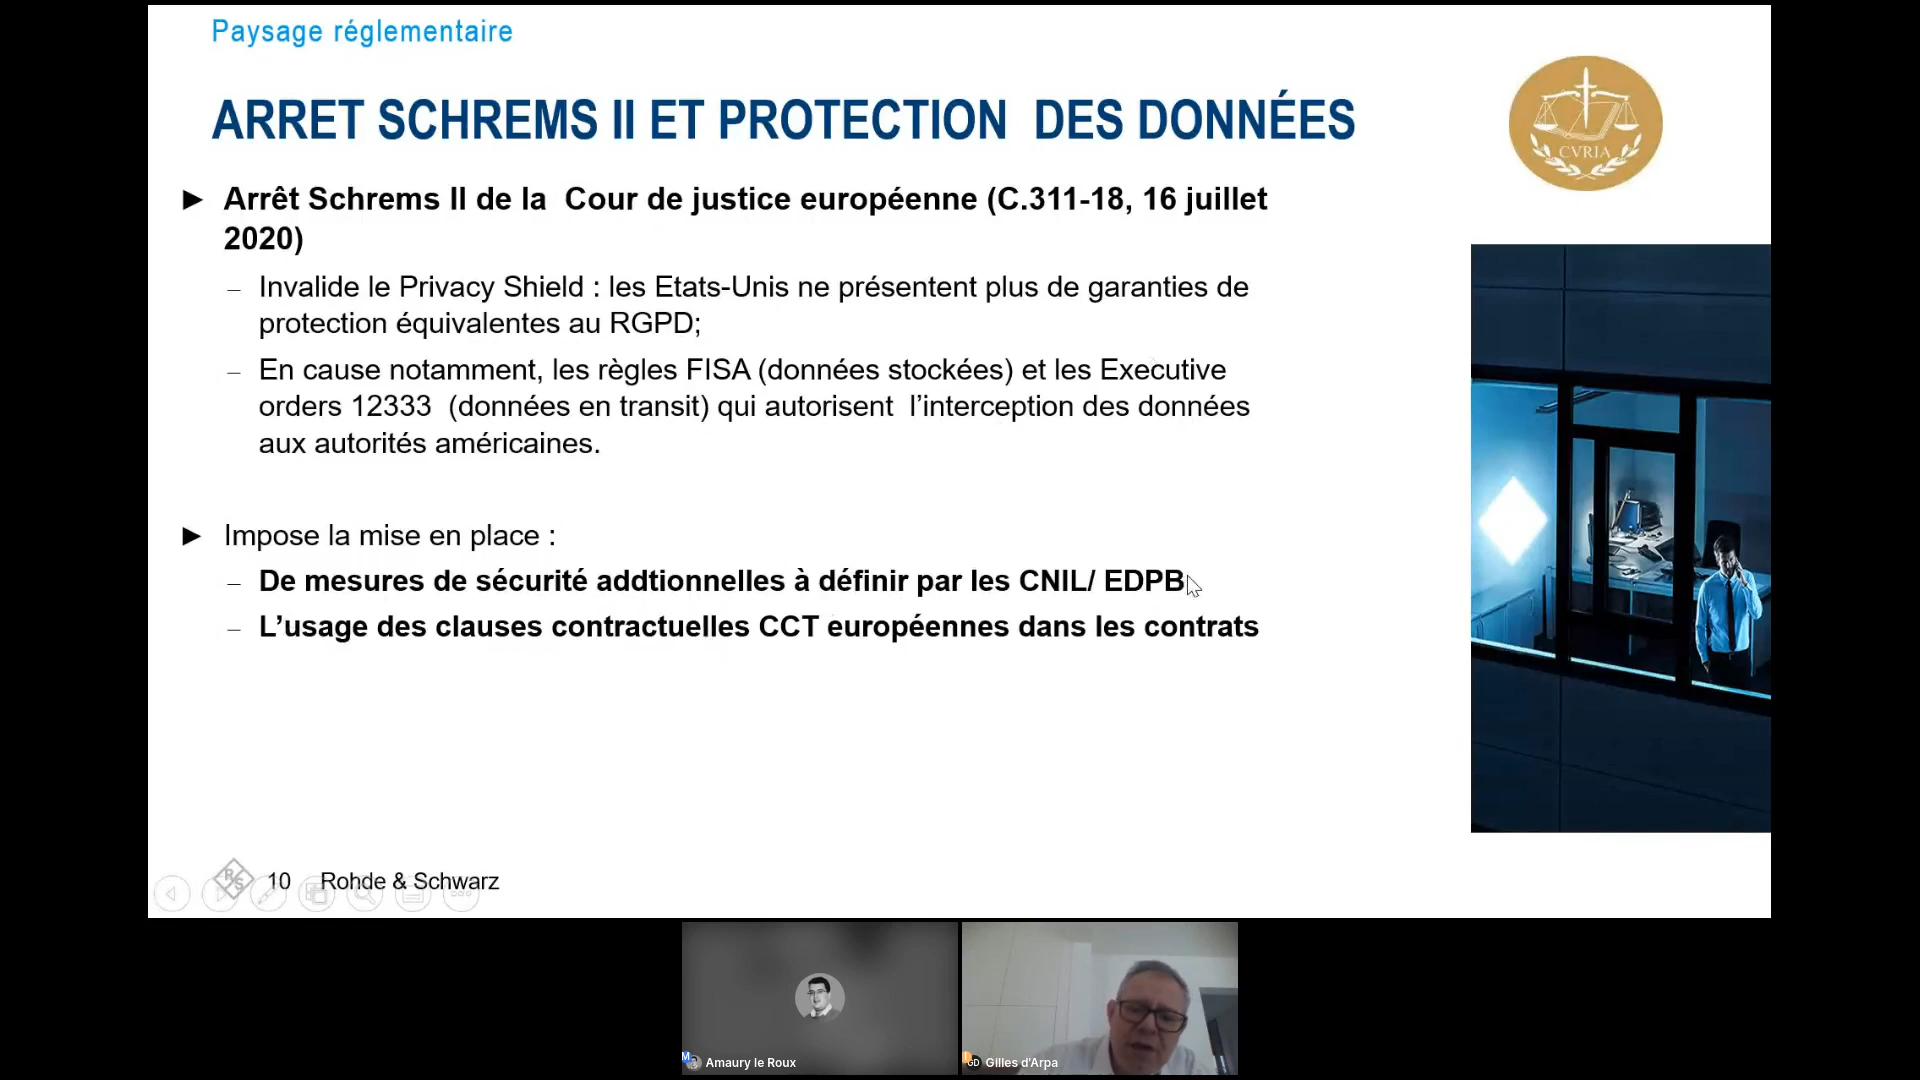 Paysage réglementaire
ARRET SCHREMS II ET PROTECTION DES DONNÉES
CVRIA
► Arrêt Schrems II de la Cour de justice européenne (C.311-18, 16 juillet
2020)
– Invalide le Privacy Shield : les Etats-Unis ne présentent plus de garanties de
protection équivalentes au RGPD;
– En cause notamment, les règles FISA (données stockées) et les Executive
orders 12333 (données en transit) qui autorisent l’interception des données
aux autorités américaines.
► Impose la mise en place :
– De mesures de sécurité addtionnelles à définir par les CNIL/ EDPB
– L’usage des clauses contractuelles CCT européennes dans les contrats
R&S 10 Rohde & Schwarz
M Amaury le Roux
GD Gilles d'Arpa